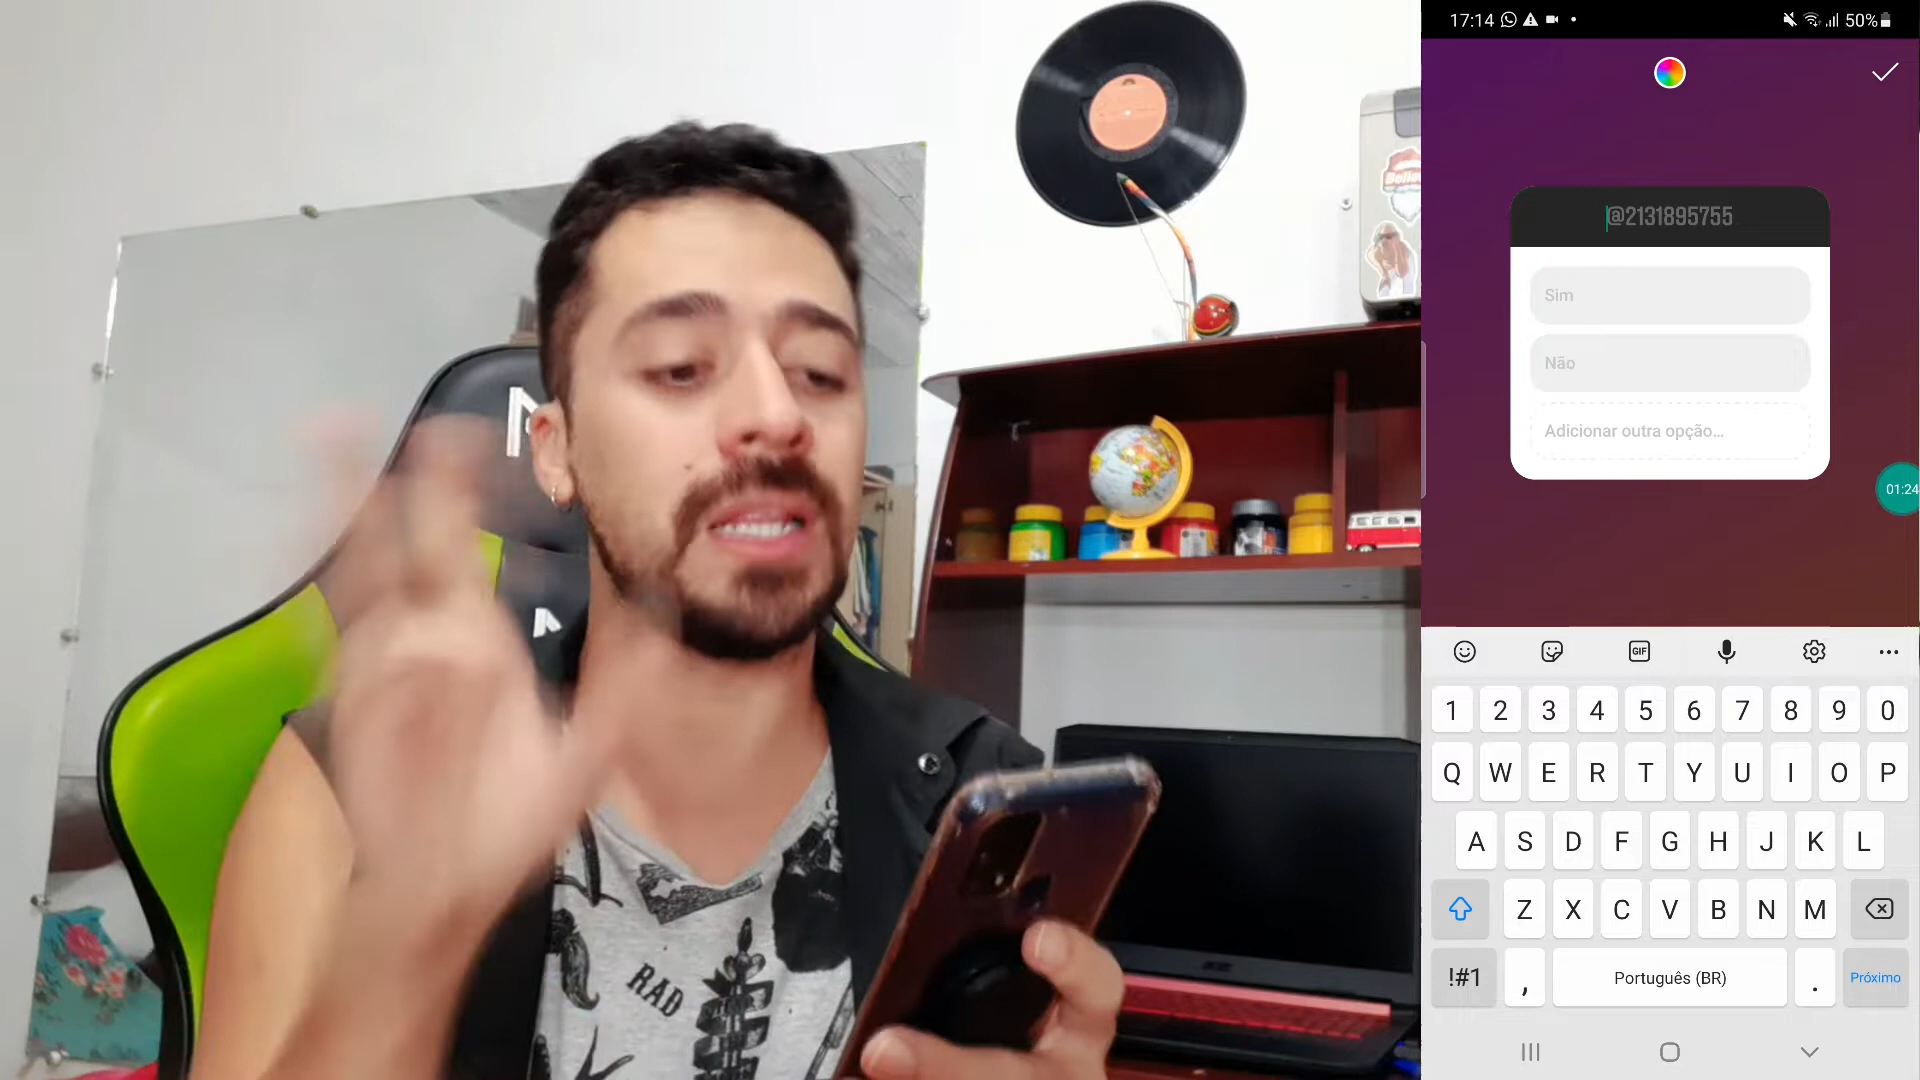 17:14
50%
@2131895755
Sim
Não
Adicionar outra opção...
01:24
GIF
1 2 3 4 5 6 7 8 9 0
Q W E R T Y U I O P
A S D F G H J K L
Z X C V B N M
!#1 , Português (BR) . Próximo
RAD